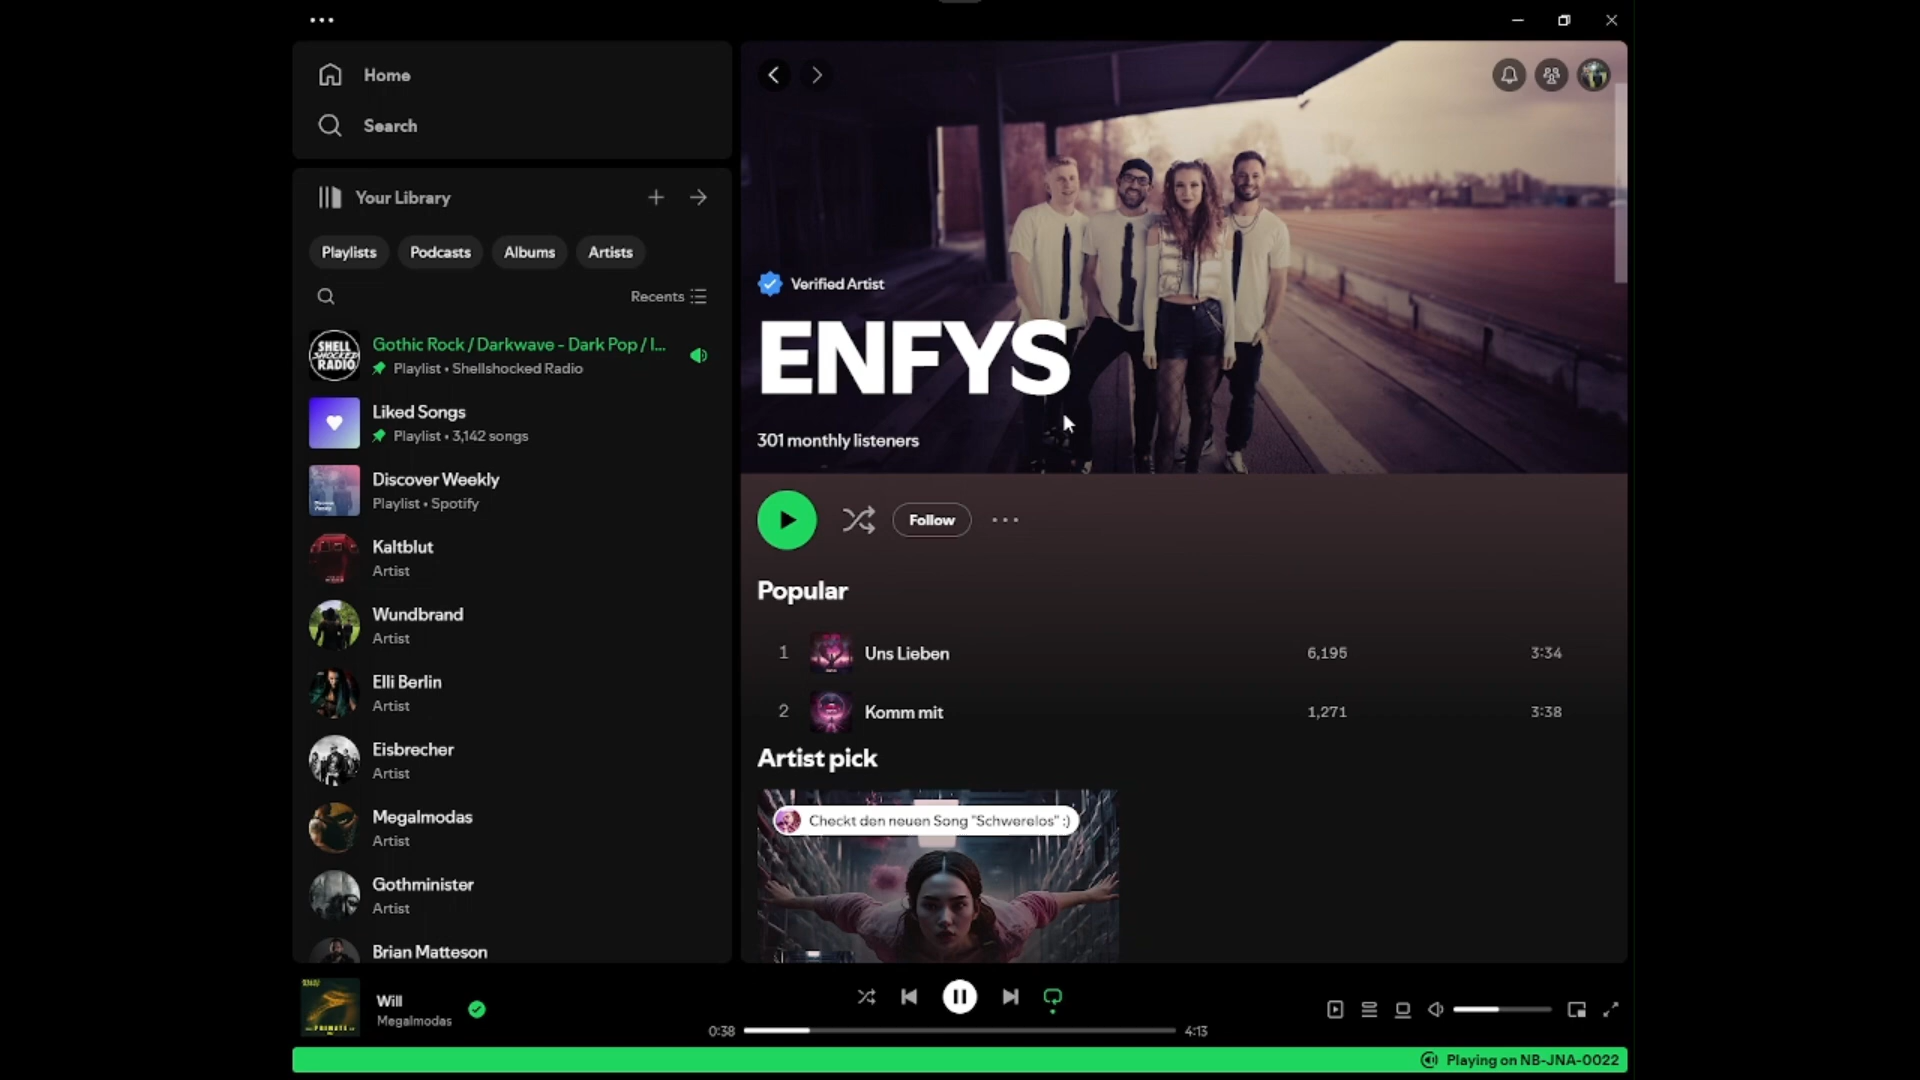 Home
Search
Your Library
Playlists
Podcasts
Albums
Artists
Recents
SHELL
SHOCKED
RADIO
Gothic Rock / Darkwave - Dark Pop / I...
Playlist • Shellshocked Radio
Liked Songs
Playlist • 3,142 songs
Discover Weekly
Playlist • Spotify
Kaltblut
Artist
Wundbrand
Artist
Elli Berlin
Artist
Eisbrecher
Artist
Megalmodas
Artist
Gothminister
Artist
Brian Matteson
Verified Artist
ENFYS
301 monthly listeners
Follow
Popular
1 Uns Lieben 6,195 3:34
2 Komm mit 1,271 3:38
Artist pick
Checkt den neuen Song "Schwerelos" :)
Will
Megalmodas
0:38
4:13
Playing on NB-JNA-0022